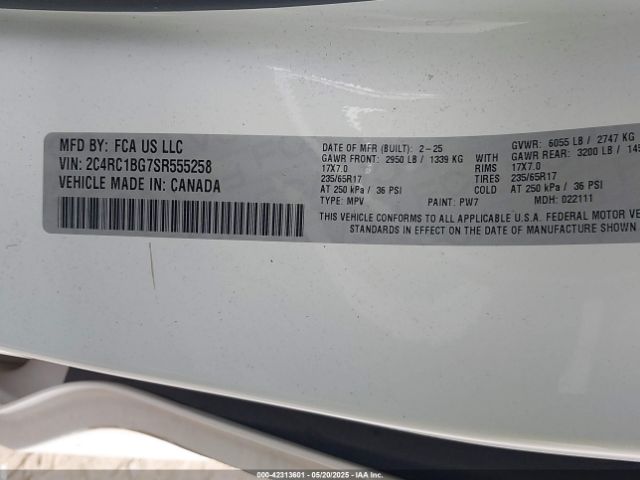 MFD BY: FCA US LLC
VIN: 2C4RC1BG7SR555258
VEHICLE MADE IN: CANADA
DATE OF MFR (BUILT): 2-25
GAWR FRONT: 2950 LB / 1339 KG
17X7.0
235/65R17
AT 250 kPa / 36 PSI
TYPE: MPV
PAINT: PW7
WITH
RIMS
TIRES
COLD
GVWR: 6055 LB / 2747 KG
GAWR REAR: 3200 LB / 145
17X7.0
235/65R17
AT 250 kPa / 36 PSI
MDH: 022111
THIS VEHICLE CONFORMS TO ALL APPLICABLE U.S.A. FEDERAL MOTOR VE
STANDARDS IN EFFECT ON THE DATE OF MANUFACTURE SHOWN A
000-42313601 - 05/20/2025 - IAAI.com